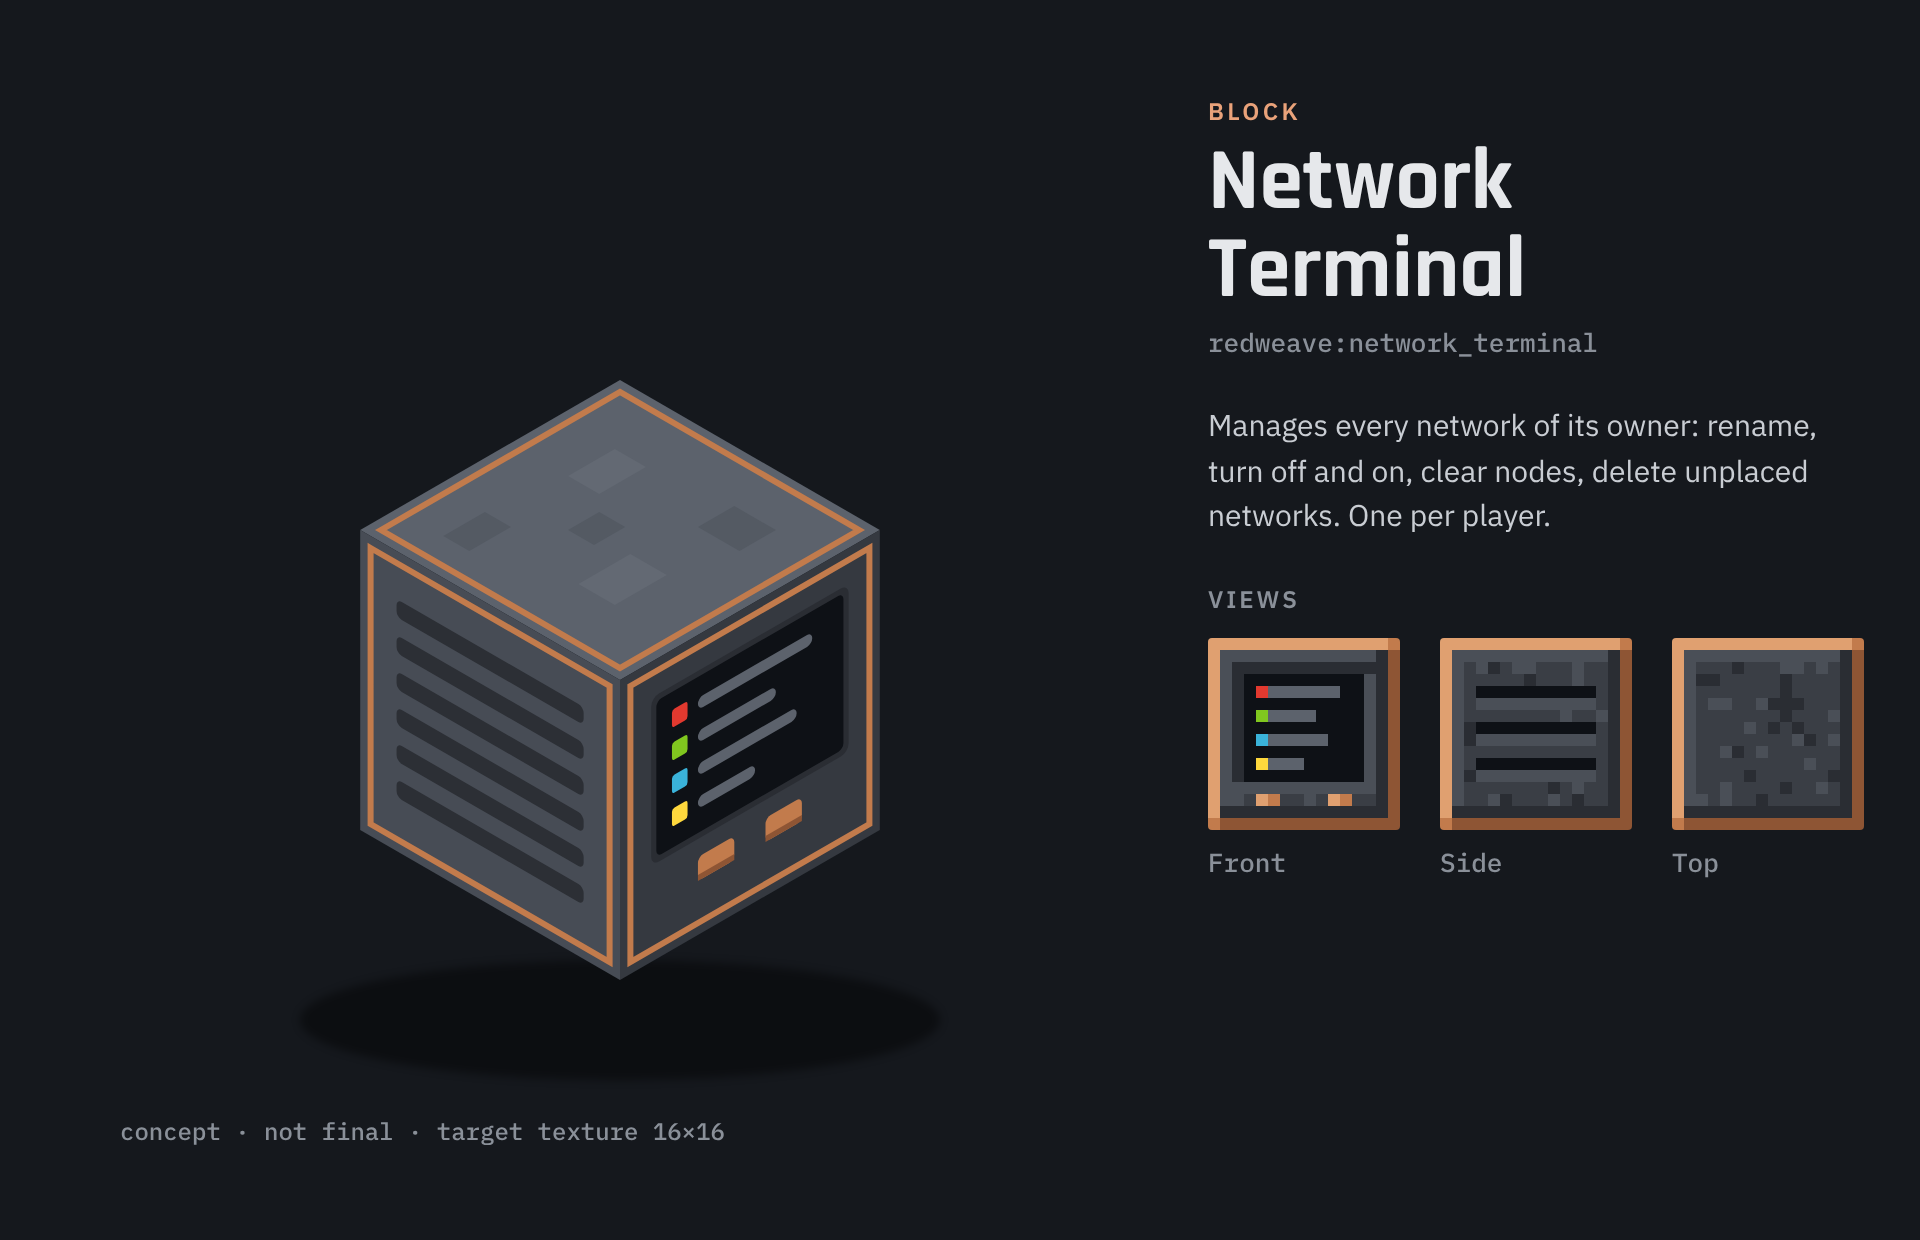 BLOCK
Network
Terminal
redweave:network_terminal
Manages every network of its owner: rename,
turn off and on, clear nodes, delete unplaced
networks. One per player.
VIEWS
Front
Side
Top
concept · not final · target texture 16×16